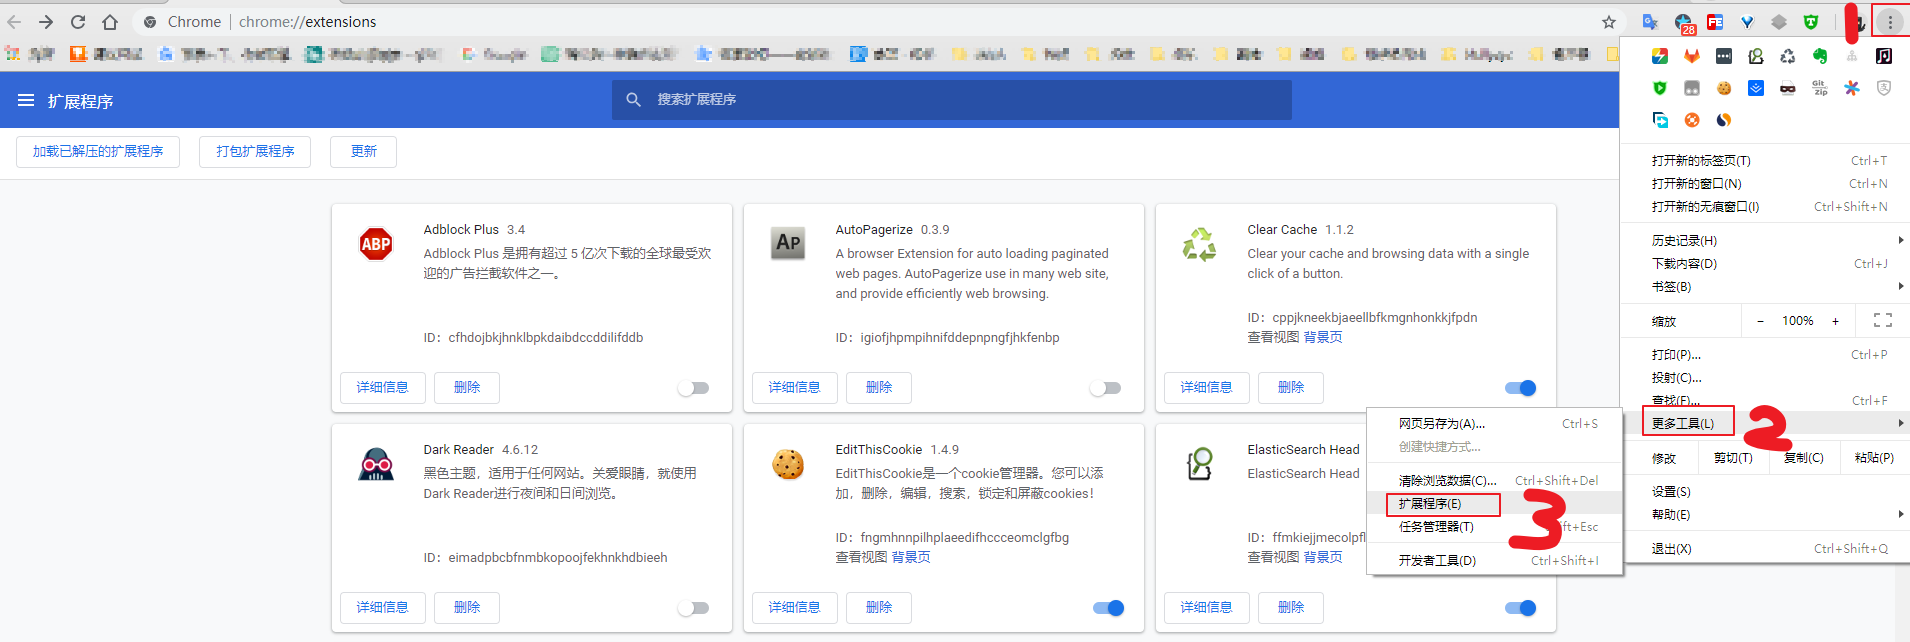 Chrome | chrome://extensions
28
扩展程序
搜索扩展程序
加载已解压的扩展程序
打包扩展程序
更新
ABP
Adblock Plus 3.4
Adblock Plus 是拥有超过 5 亿次下载的全球最受欢
迎的广告拦截软件之一。
ID：cfhdojbkjhnklbpkdaibdccddilifddb
详细信息
删除
AP
AutoPagerize 0.3.9
A browser Extension for auto loading paginated
web pages. AutoPagerize use in many web site,
and provide efficiently web browsing.
ID：igiofjhpmpihnifddepnpngfjhkfenbp
详细信息
删除
Clear Cache 1.1.2
Clear your cache and browsing data with a single
click of a button.
ID：cppjkneekbjaeellbfkmgnhonkkjfpdn
查看视图 背景页
详细信息
删除
Dark Reader 4.6.12
黑色主题，适用于任何网站。关爱眼睛，就使用
Dark Reader进行夜间和日间浏览。
ID：eimadpbcbfnmbkopoojfekhnkhdbieeh
详细信息
删除
EditThisCookie 1.4.9
EditThisCookie是一个cookie管理器。您可以添
加，删除，编辑，搜索，锁定和屏蔽cookies！
ID：fngmhnnpilhplaeedifhccceomclgfbg
查看视图 背景页
详细信息
删除
ElasticSearch Head
ElasticSearch Head
ID：ffmkiejjmecolpfl
查看视图 背景页
详细信息
删除
1
Git
Zip
打开新的标签页(T) Ctrl+T
打开新的窗口(N) Ctrl+N
打开新的无痕窗口(I) Ctrl+Shift+N
历史记录(H)
下载内容(D) Ctrl+J
书签(B)
缩放 − 100% +
打印(P)... Ctrl+P
投射(C)...
查找(F)... Ctrl+F
更多工具(L)
2
修改 剪切(T) 复制(C) 粘贴(P)
设置(S)
帮助(E)
退出(X) Ctrl+Shift+Q
网页另存为(A)... Ctrl+S
创建快捷方式...
清除浏览数据(C)... Ctrl+Shift+Del
扩展程序(E)
3
任务管理器(T) ift+Esc
开发者工具(D) Ctrl+Shift+I